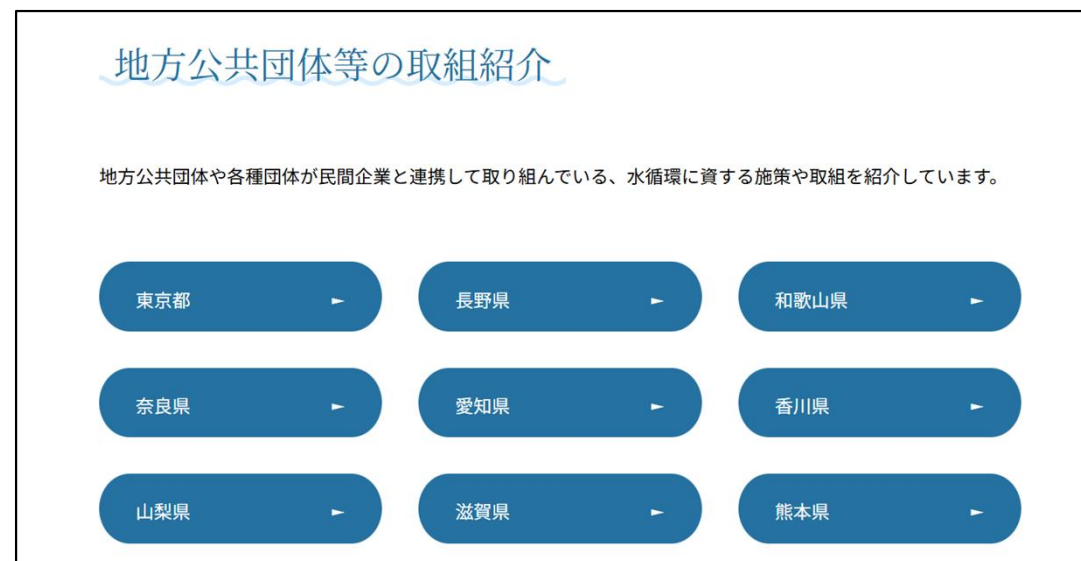 地方公共団体等の取組紹介
地方公共団体や各種団体が民間企業と連携して取り組んでいる、水循環に資する施策や取組を紹介しています。
東京都
長野県
和歌山県
奈良県
愛知県
香川県
山梨県
滋賀県
熊本県